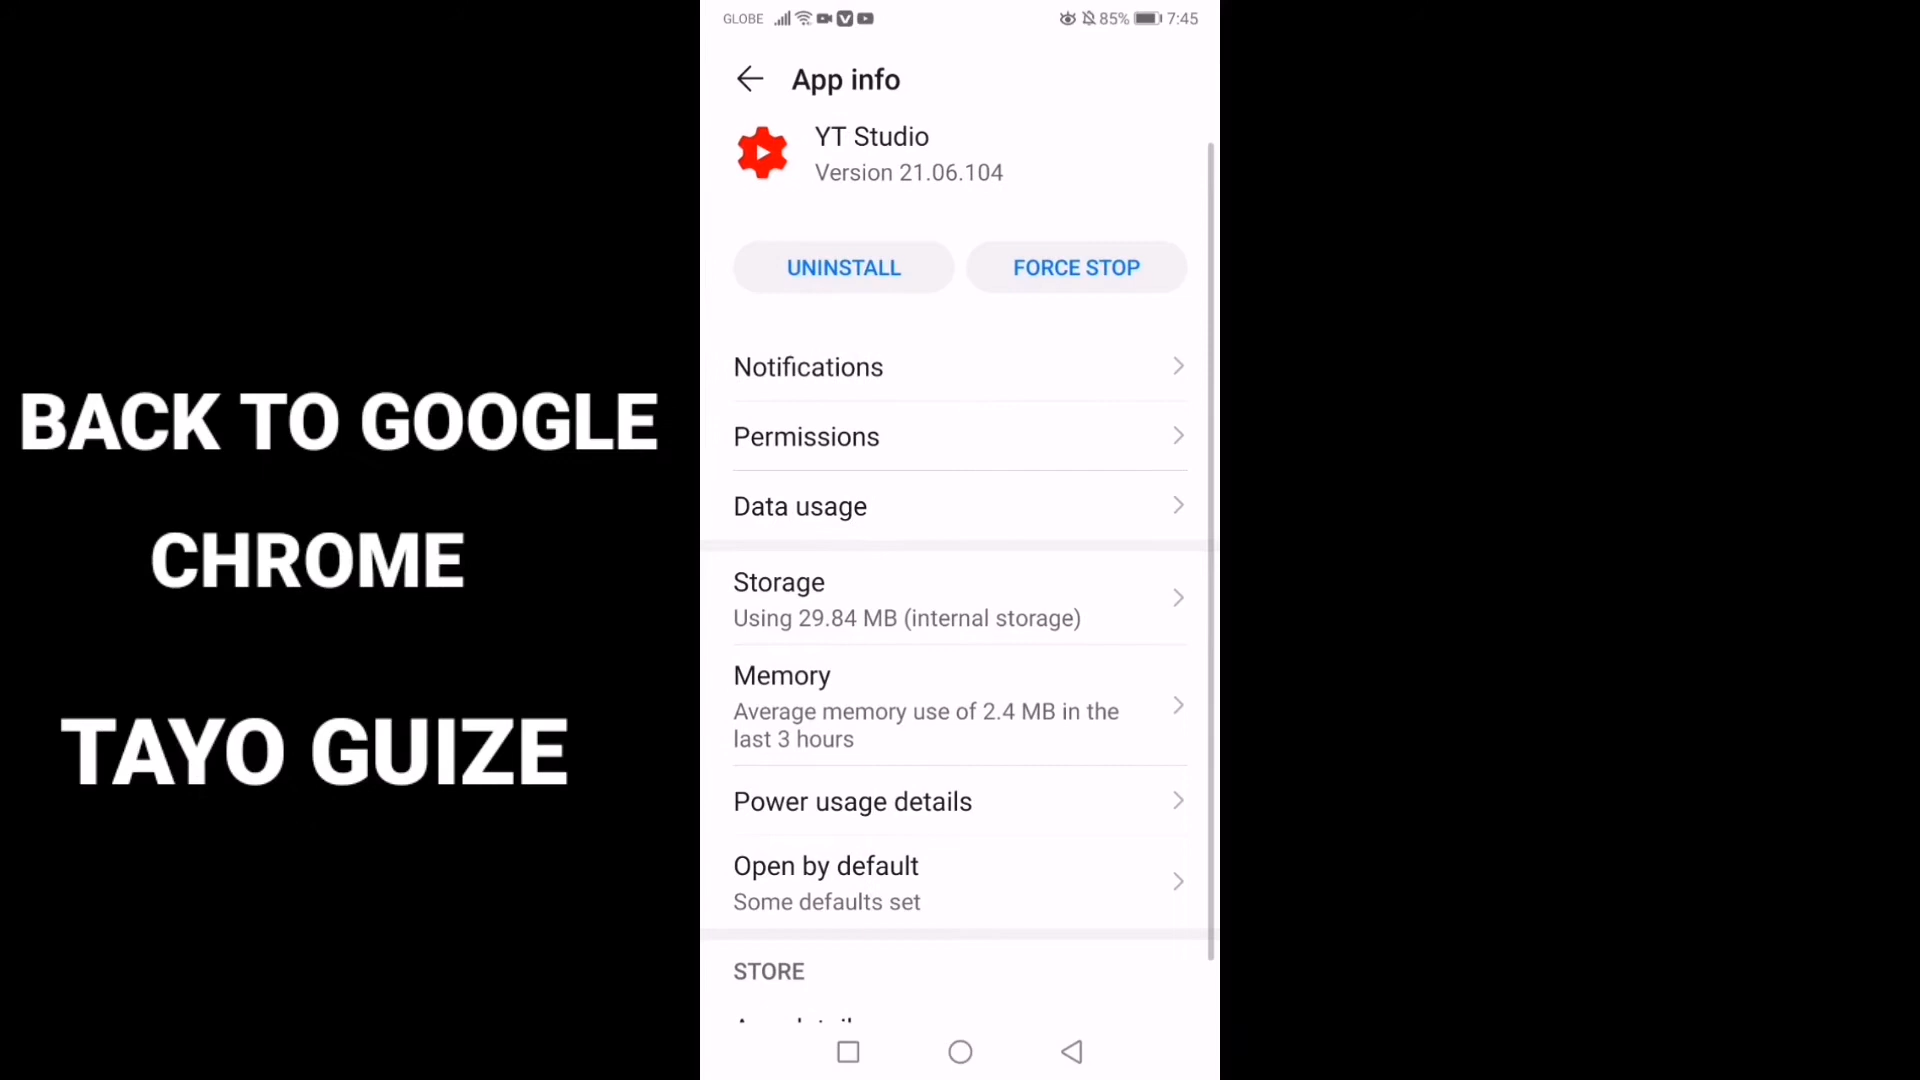 GLOBE 85% 7:45
App info
YT Studio
Version 21.06.104
UNINSTALL FORCE STOP
Notifications
Permissions
Data usage
Storage
Using 29.84 MB (internal storage)
Memory
Average memory use of 2.4 MB in the
last 3 hours
Power usage details
Open by default
Some defaults set
STORE
BACK TO GOOGLE
CHROME
TAYO GUIZE